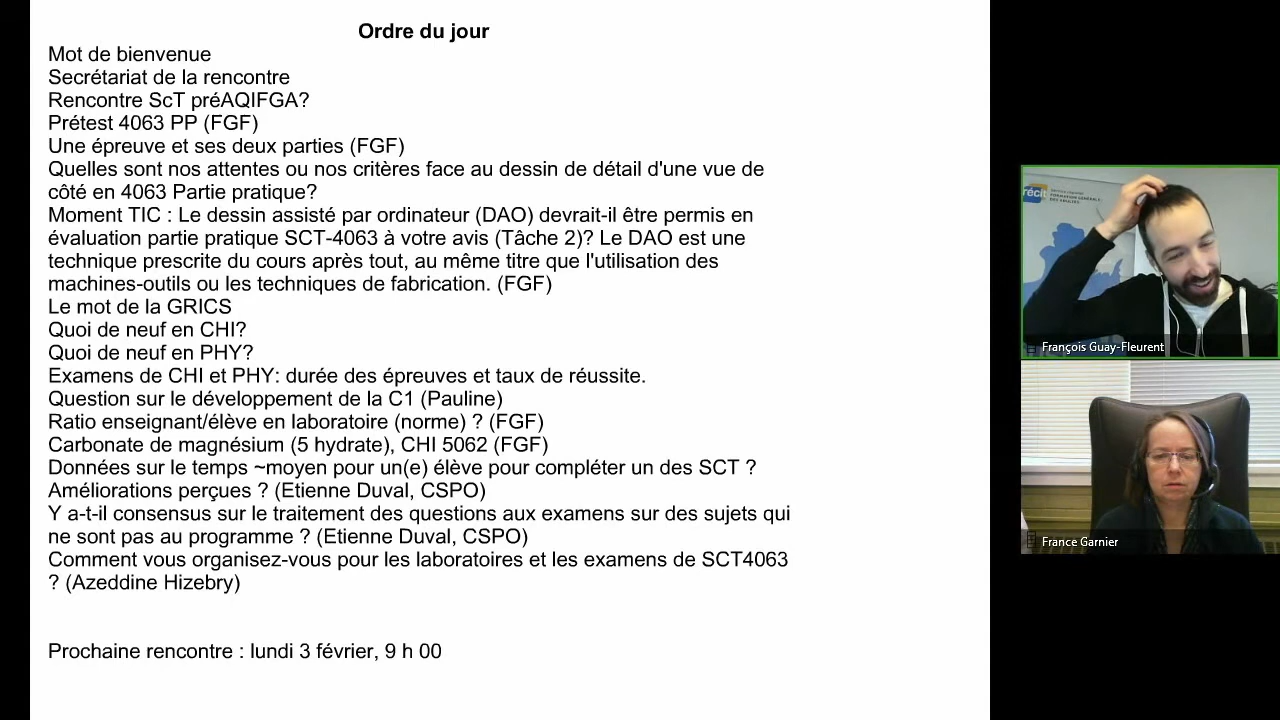 Ordre du jour
Mot de bienvenue
Secrétariat de la rencontre
Rencontre ScT préAQIFGA?
Prétest 4063 PP (FGF)
Une épreuve et ses deux parties (FGF)
Quelles sont nos attentes ou nos critères face au dessin de détail d'une vue de
côté en 4063 Partie pratique?
Moment TIC : Le dessin assisté par ordinateur (DAO) devrait-il être permis en
évaluation partie pratique SCT-4063 à votre avis (Tâche 2)? Le DAO est une
technique prescrite du cours après tout, au même titre que l'utilisation des
machines-outils ou les techniques de fabrication. (FGF)
Le mot de la GRICS
Quoi de neuf en CHI?
Quoi de neuf en PHY?
Examens de CHI et PHY: durée des épreuves et taux de réussite.
Question sur le développement de la C1 (Pauline)
Ratio enseignant/élève en laboratoire (norme) ? (FGF)
Carbonate de magnésium (5 hydrate), CHI 5062 (FGF)
Données sur le temps ~moyen pour un(e) élève pour compléter un des SCT ?
Améliorations perçues ? (Etienne Duval, CSPO)
Y a-t-il consensus sur le traitement des questions aux examens sur des sujets qui
ne sont pas au programme ? (Etienne Duval, CSPO)
Comment vous organisez-vous pour les laboratoires et les examens de SCT4063
? (Azeddine Hizebry)
Prochaine rencontre : lundi 3 février, 9 h 00
récit
FORMATION GÉNÉRALE
DES ADULTES
François Guay-Fleurent
France Garnier